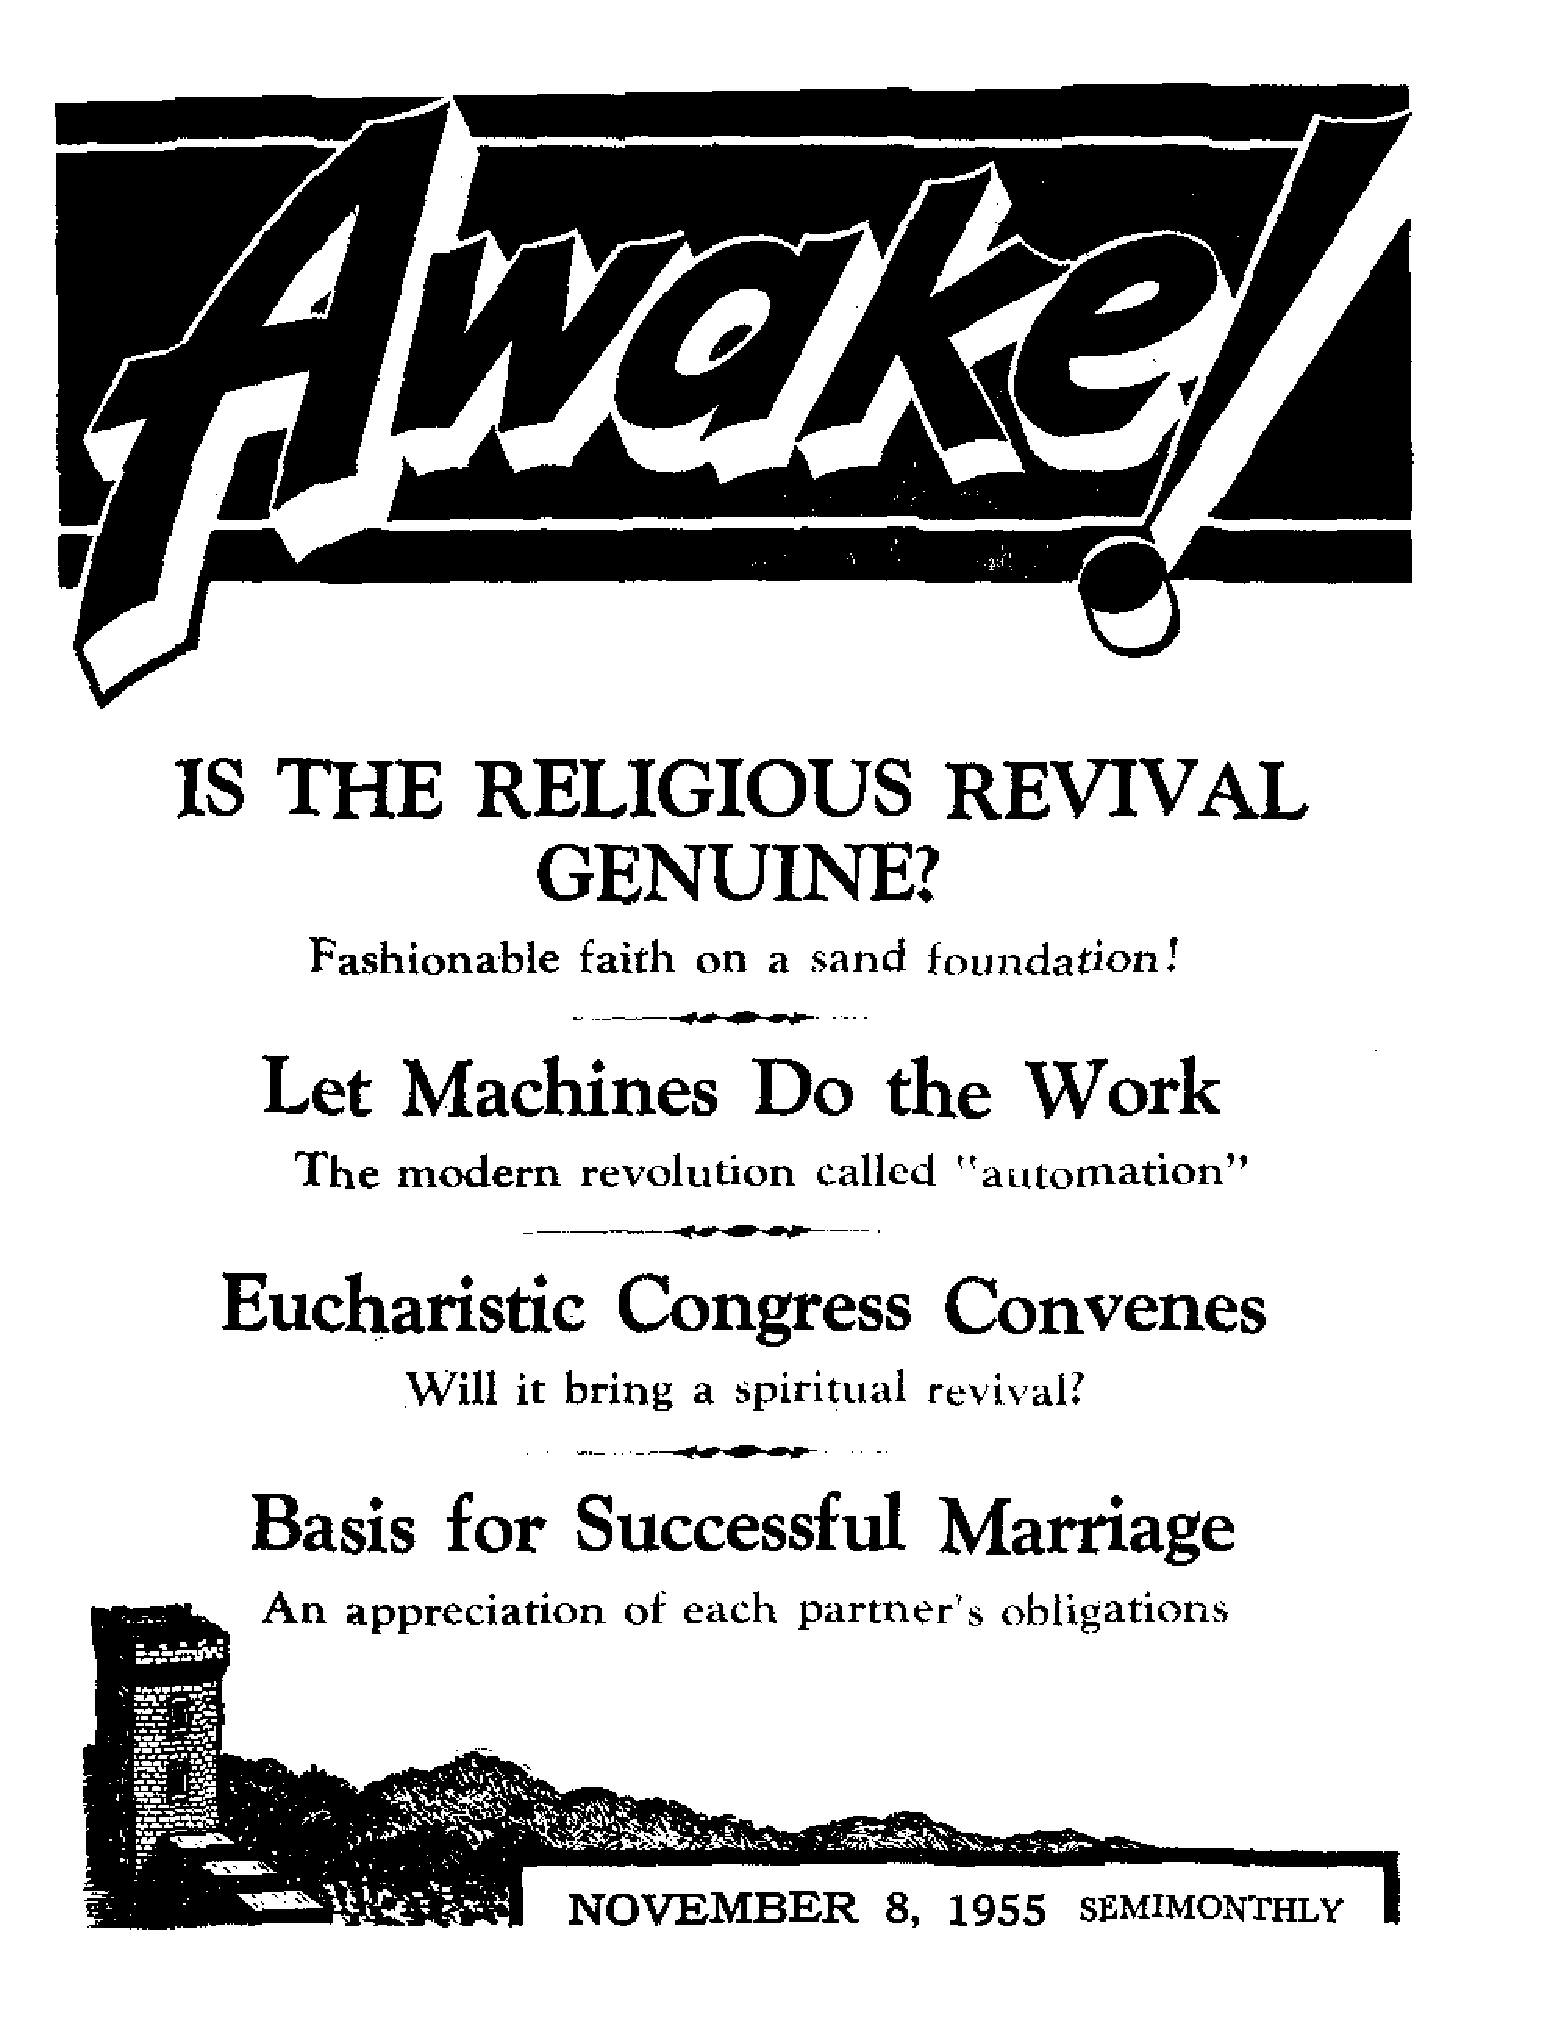 Awake!
IS THE RELIGIOUS REVIVAL
GENUINE?
Fashionable faith on a sand foundation!
Let Machines Do the Work
The modern revolution called "automation"
Eucharistic Congress Convenes
Will it bring a spiritual revival?
Basis for Successful Marriage
An appreciation of each partner's obligations
NOVEMBER 8, 1955 SEMIMONTHLY